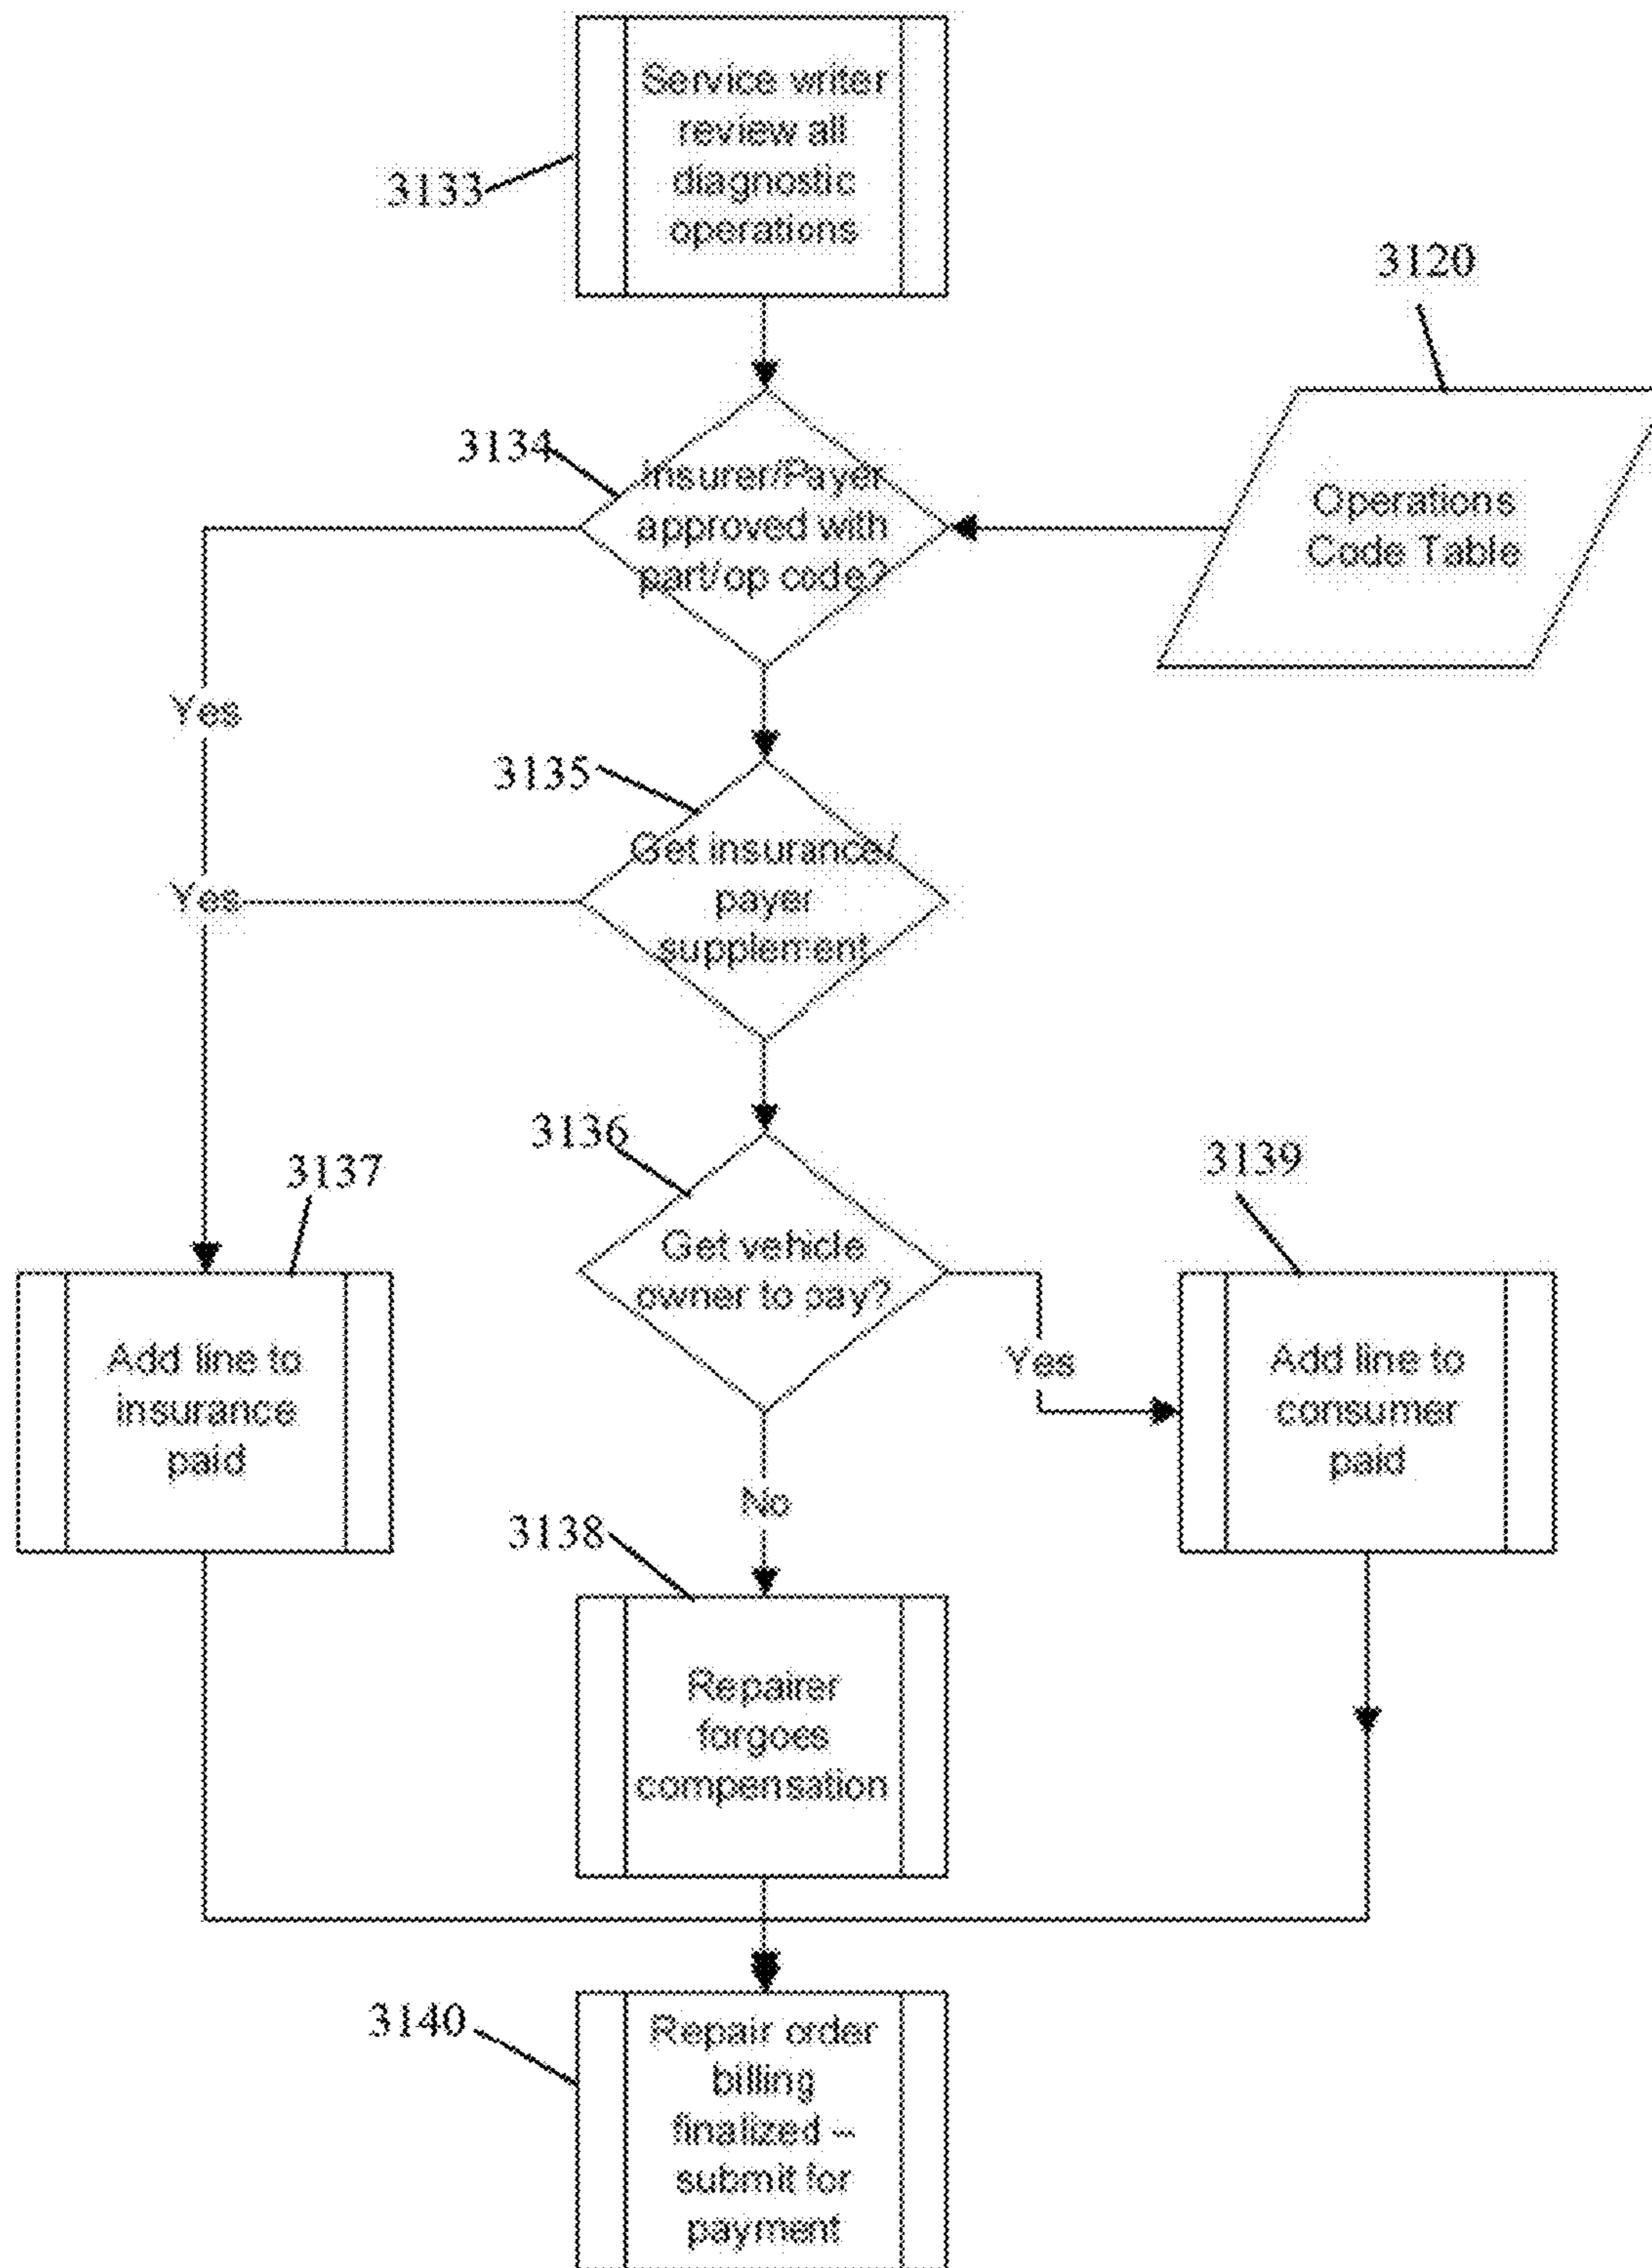 Service writer
review all
diagnostic
operations
3133
3120
3134
insurer/Payer
approved with
part/op code?
Operations
Code Table
Yes
3135
Get insurance/
payer
supplement
Yes
3136
3137
3139
Get vehicle
owner to pay?
Yes
Add line to
insurance
paid
Add line to
consumer
paid
No
3138
Repairer
forgoes
compensation
3140
Repair order
billing
finalized –
submit for
payment